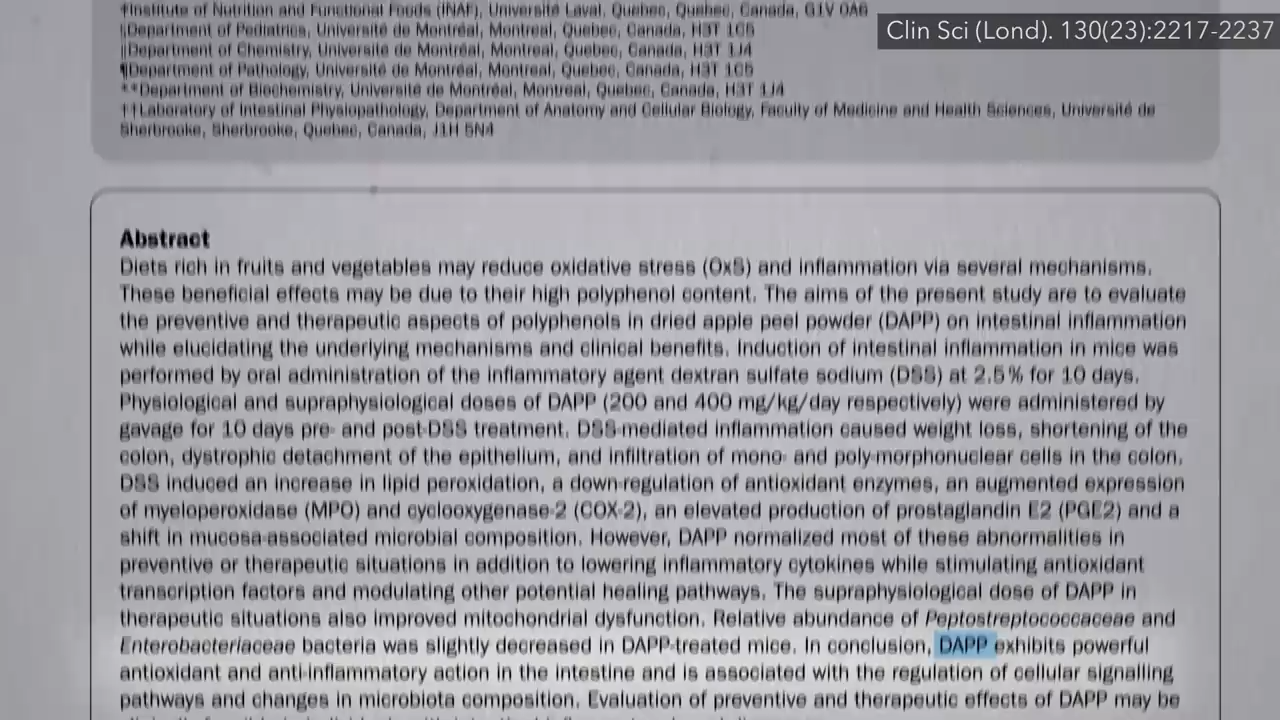 †Institute of Nutrition and Functional Foods (INAF), Université Laval, Quebec, Quebec, Canada, G1V 0A6
Clin Sci (Lond). 130(23):2217-2237
Department of Pediatrics, Université de Montréal, Montreal, Quebec, Canada, H3T 1C5
Department of Chemistry, Université de Montréal, Montreal, Quebec, Canada, H3T 1J4
¶Department of Pathology, Université de Montréal, Montreal, Quebec, Canada, H3T 1C5
**Department of Biochemistry, Université de Montréal, Montreal, Quebec, Canada, H3T 1J4
††Laboratory of Intestinal Physiopathology, Department of Anatomy and Cellular Biology, Faculty of Medicine and Health Sciences, Université de
Sherbrooke, Sherbrooke, Quebec, Canada, J1H 5N4
Abstract
Diets rich in fruits and vegetables may reduce oxidative stress (OxS) and inflammation via several mechanisms.
These beneficial effects may be due to their high polyphenol content. The aims of the present study are to evaluate
the preventive and therapeutic aspects of polyphenols in dried apple peel powder (DAPP) on intestinal inflammation
while elucidating the underlying mechanisms and clinical benefits. Induction of intestinal inflammation in mice was
performed by oral administration of the inflammatory agent dextran sulfate sodium (DSS) at 2.5% for 10 days.
Physiological and supraphysiological doses of DAPP (200 and 400 mg/kg/day respectively) were administered by
gavage for 10 days pre- and post-DSS treatment. DSS-mediated inflammation caused weight loss, shortening of the
colon, dystrophic detachment of the epithelium, and infiltration of mono- and poly-morphonuclear cells in the colon.
DSS induced an increase in lipid peroxidation, a down-regulation of antioxidant enzymes, an augmented expression
of myeloperoxidase (MPO) and cyclooxygenase-2 (COX-2), an elevated production of prostaglandin E2 (PGE2) and a
shift in mucosa-associated microbial composition. However, DAPP normalized most of these abnormalities in
preventive or therapeutic situations in addition to lowering inflammatory cytokines while stimulating antioxidant
transcription factors and modulating other potential healing pathways. The supraphysiological dose of DAPP in
therapeutic situations also improved mitochondrial dysfunction. Relative abundance of Peptostreptococcaceae and
Enterobacteriaceae bacteria was slightly decreased in DAPP-treated mice. In conclusion, DAPP exhibits powerful
antioxidant and anti-inflammatory action in the intestine and is associated with the regulation of cellular signalling
pathways and changes in microbiota composition. Evaluation of preventive and therapeutic effects of DAPP may be